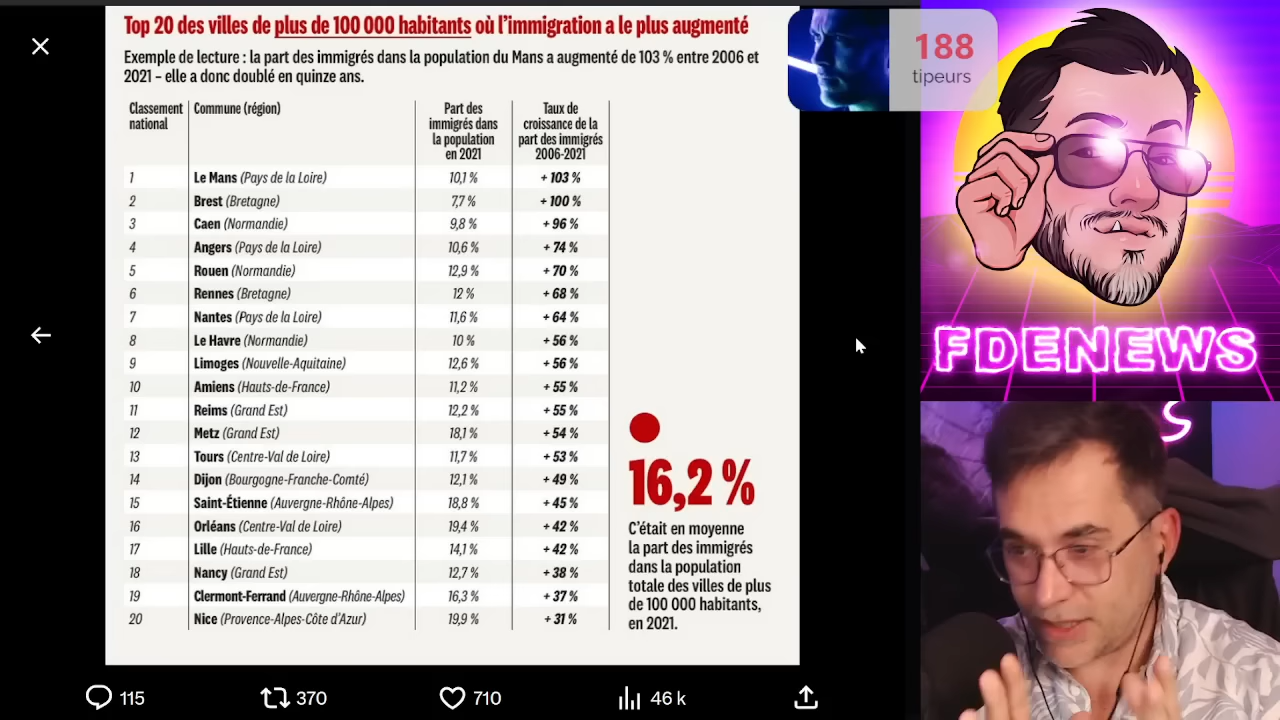 Top 20 des villes de plus de 100 000 habitants où l'immigration a le plus augmenté
Exemple de lecture : la part des immigrés dans la population du Mans a augmenté de 103 % entre 2006 et
2021 – elle a donc doublé en quinze ans.
Classement
national
Commune (région)
Part des
immigrés dans
la population
en 2021
Taux de
croissance de la
part des immigrés
2006-2021
1 Le Mans (Pays de la Loire) 10,1 % + 103 %
2 Brest (Bretagne) 7,7 % + 100 %
3 Caen (Normandie) 9,8 % + 96 %
4 Angers (Pays de la Loire) 10,6 % + 74 %
5 Rouen (Normandie) 12,9 % + 70 %
6 Rennes (Bretagne) 12 % + 68 %
7 Nantes (Pays de la Loire) 11,6 % + 64 %
8 Le Havre (Normandie) 10 % + 56 %
9 Limoges (Nouvelle-Aquitaine) 12,6 % + 56 %
10 Amiens (Hauts-de-France) 11,2 % + 55 %
11 Reims (Grand Est) 12,2 % + 55 %
12 Metz (Grand Est) 18,1 % + 54 %
13 Tours (Centre-Val de Loire) 11,7 % + 53 %
14 Dijon (Bourgogne-Franche-Comté) 12,1 % + 49 %
15 Saint-Étienne (Auvergne-Rhône-Alpes) 18,8 % + 45 %
16 Orléans (Centre-Val de Loire) 19,4 % + 42 %
17 Lille (Hauts-de-France) 14,1 % + 42 %
18 Nancy (Grand Est) 12,7 % + 38 %
19 Clermont-Ferrand (Auvergne-Rhône-Alpes) 16,3 % + 37 %
20 Nice (Provence-Alpes-Côte d'Azur) 19,9 % + 31 %
16,2 %
C'était en moyenne
la part des immigrés
dans la population
totale des villes de plus
de 100 000 habitants,
en 2021.
115 370 710 46 k
188
tipeurs
FDENEWS
S